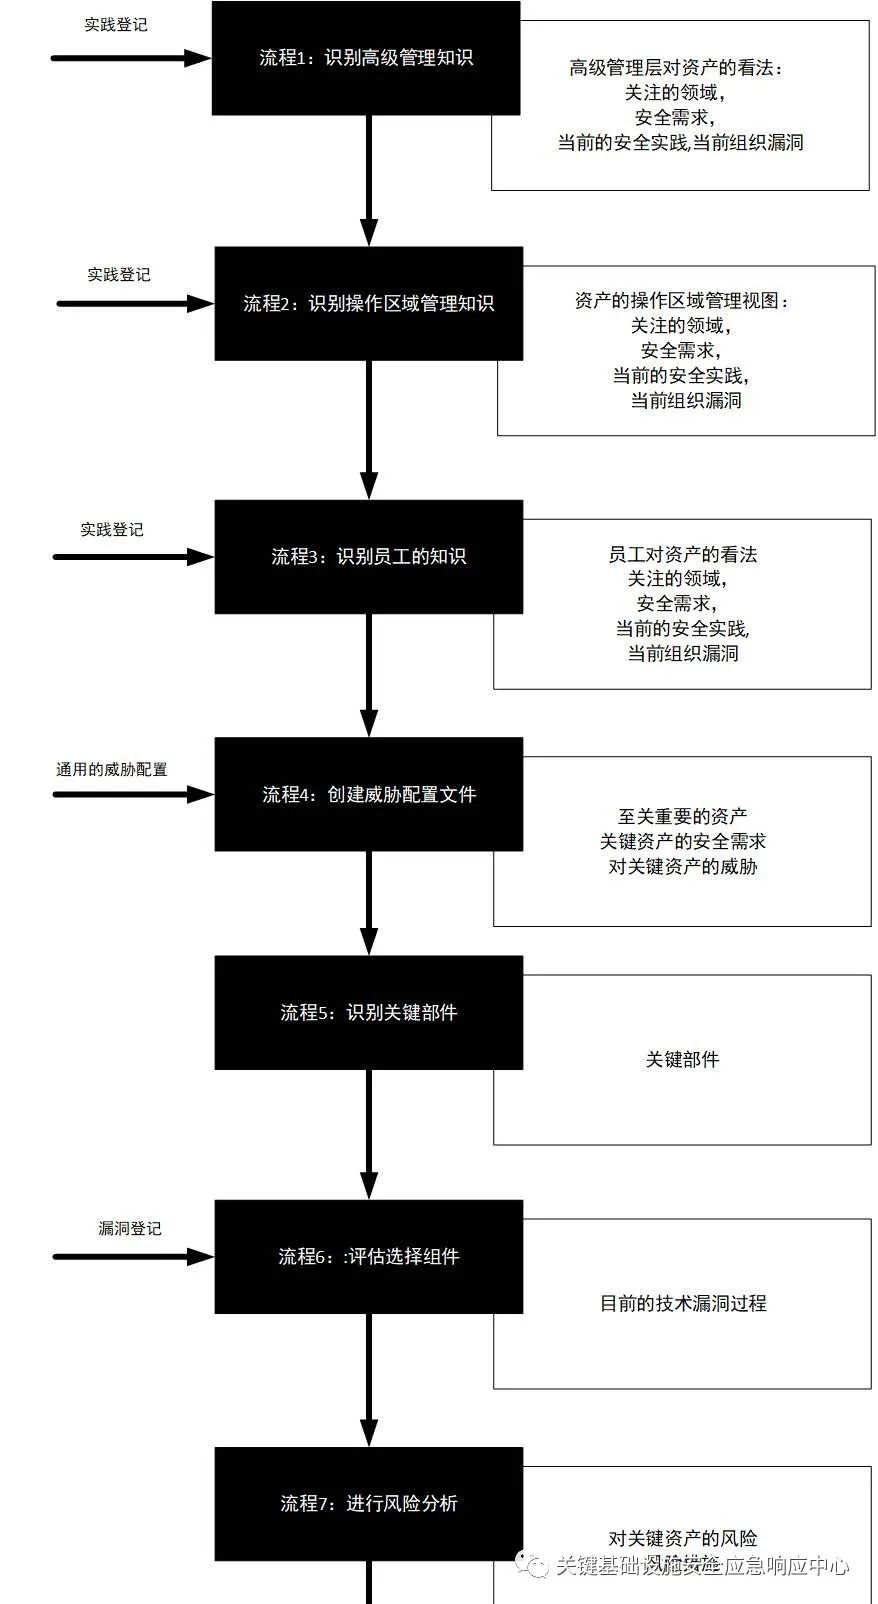 实践登记
流程1：识别高级管理知识
高级管理层对资产的看法：
关注的领域，
安全需求，
当前的安全实践,当前组织漏洞
实践登记
流程2：识别操作区域管理知识
资产的操作区域管理视图：
关注的领域，
安全需求，
当前的安全实践，
当前组织漏洞
实践登记
流程3：识别员工的知识
员工对资产的看法
关注的领域，
安全需求，
当前的安全实践,
当前组织漏洞
通用的威胁配置
流程4：创建威胁配置文件
至关重要的资产
关键资产的安全需求
对关键资产的威胁
流程5：识别关键部件
关键部件
漏洞登记
流程6：:评估选择组件
目前的技术漏洞过程
流程7：进行风险分析
对关键资产的风险
风险措施
关键基础设施安全应急响应中心